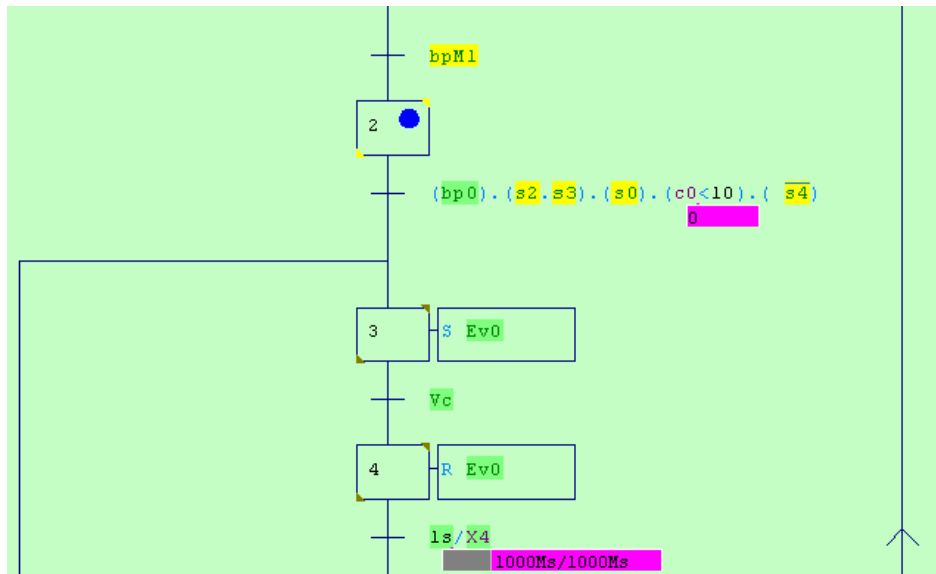 bpM1
2
(bp0).(s2.s3).(s0).(c0<10).( s4)
0
3
S Ev0
Vc
4
R Ev0
1s/X4
1000Ms/1000Ms